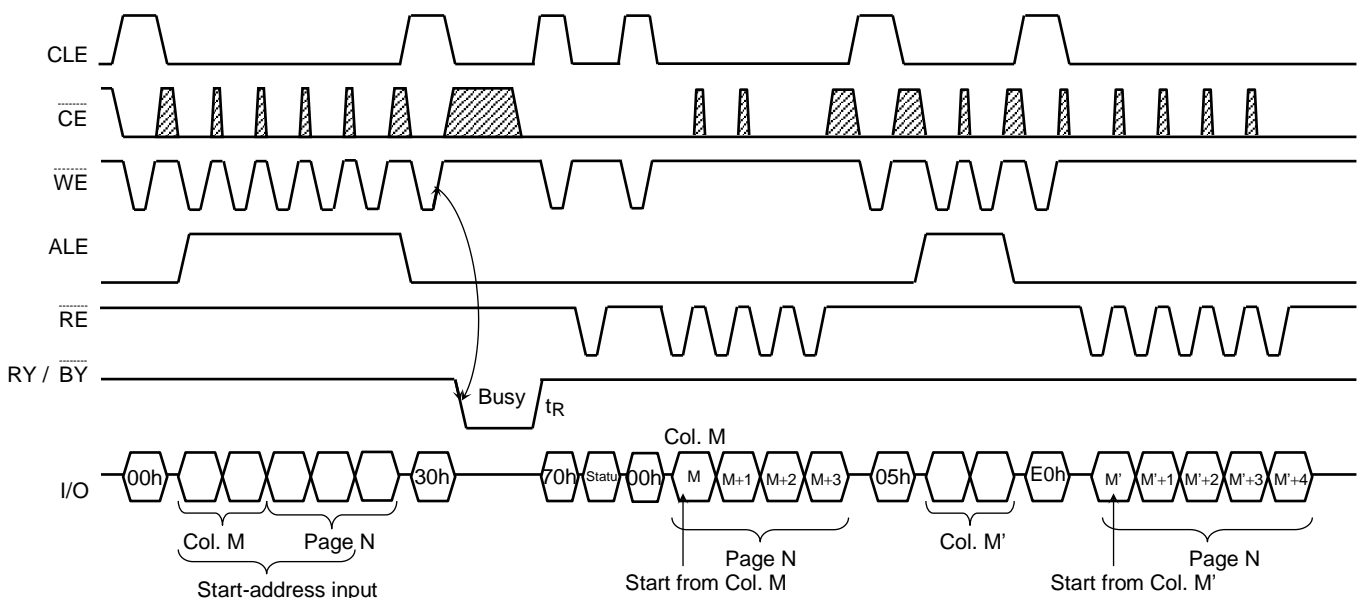 CLE
CE
WE
ALE
RE
RY / BY
Busy
tR
Col. M
I/O
00h
30h
70h
Statu
00h
M
M+1
M+2
M+3
05h
E0h
M'
M'+1
M'+2
M'+3
M'+4
Col. M
Page N
Page N
Col. M’
Page N
Start-address input
Start from Col. M
Start from Col. M’